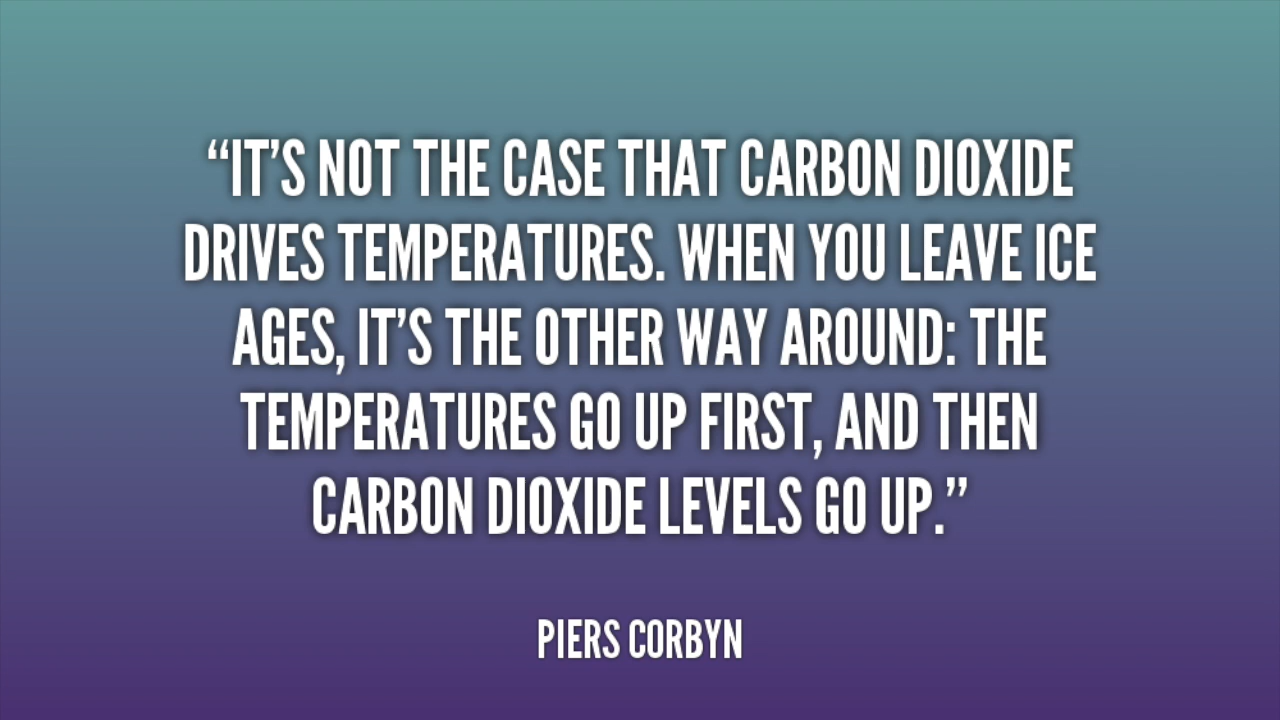 “IT’S NOT THE CASE THAT CARBON DIOXIDE
DRIVES TEMPERATURES. WHEN YOU LEAVE ICE
AGES, IT’S THE OTHER WAY AROUND: THE
TEMPERATURES GO UP FIRST, AND THEN
CARBON DIOXIDE LEVELS GO UP.”
PIERS CORBYN